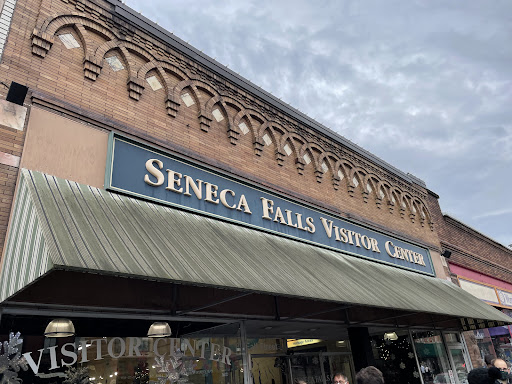 Seneca Falls Visitor Center
VISITOR CENTER